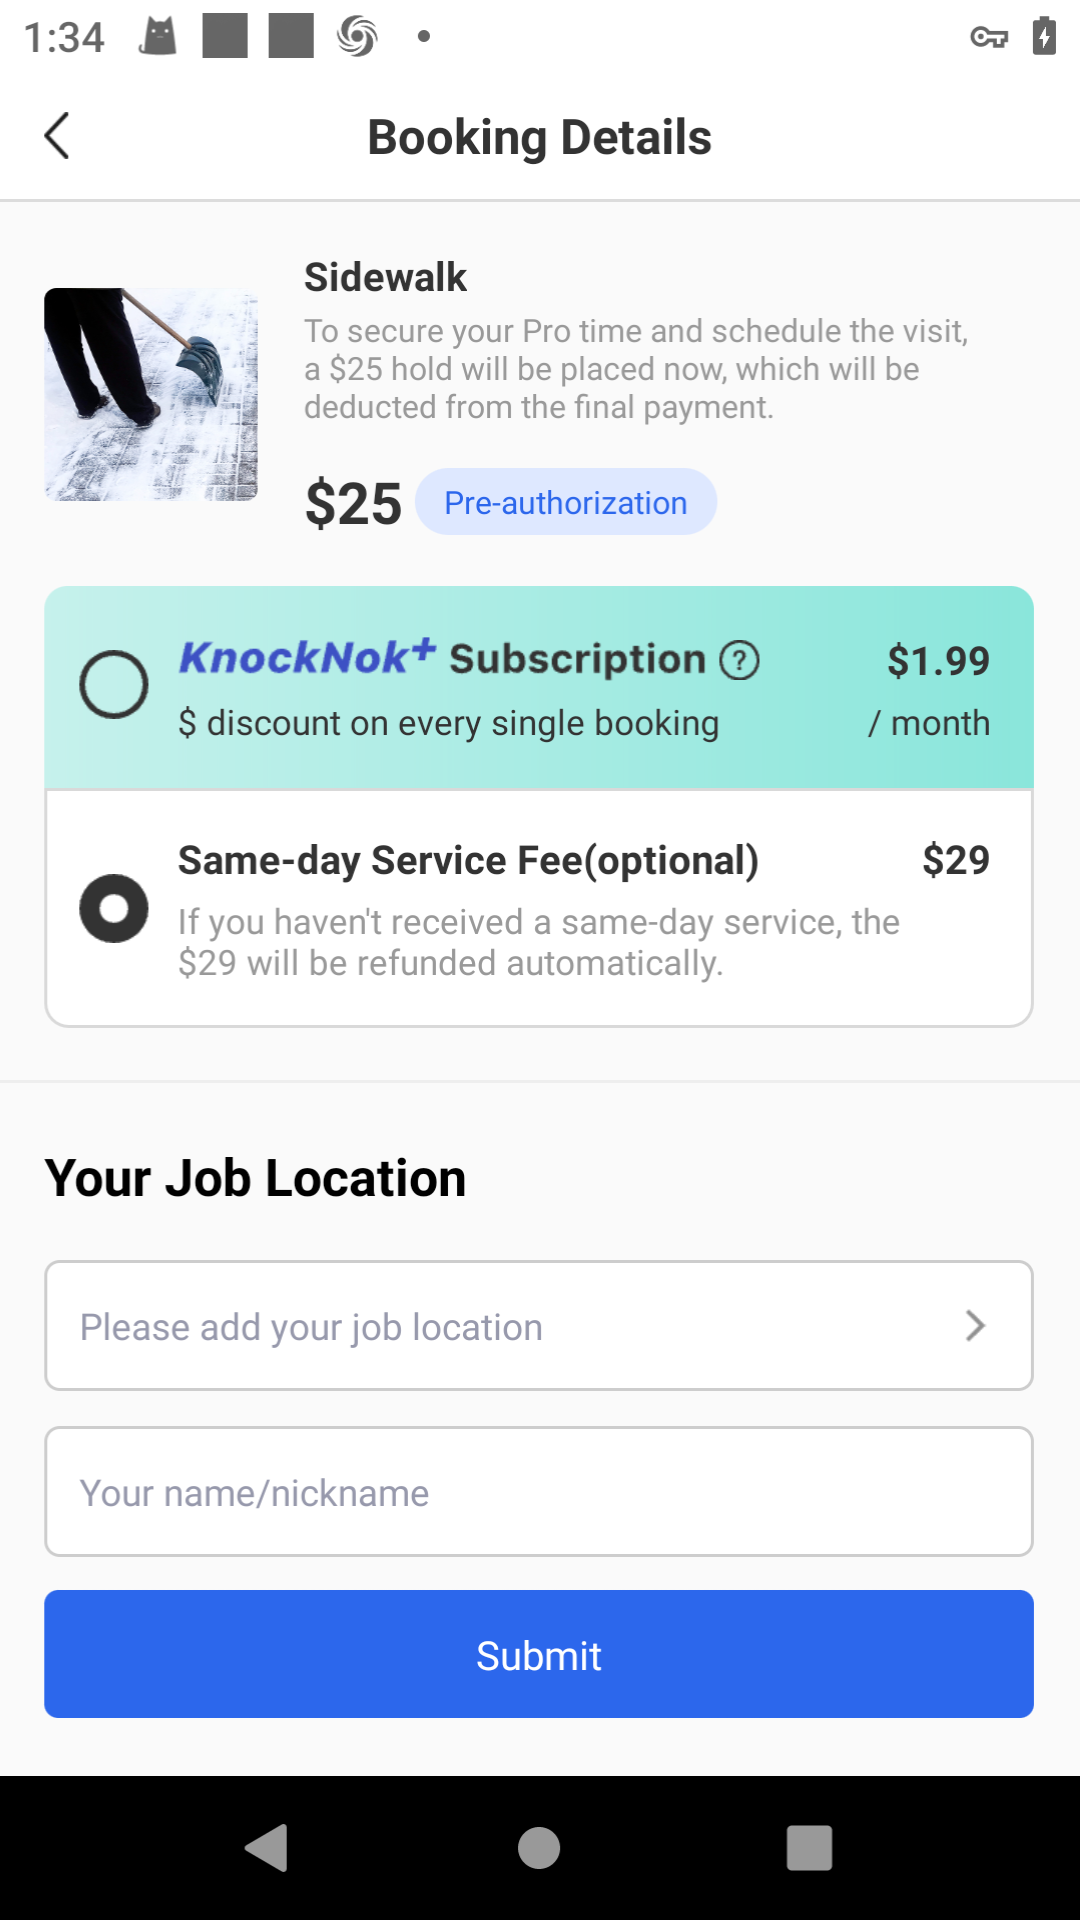 1:34
Booking Details
Sidewalk
To secure your Pro time and schedule the visit,
a $25 hold will be placed now, which will be
deducted from the final payment.
$25 Pre-authorization
KnockNok+ Subscription ? $1.99
$ discount on every single booking / month
Same-day Service Fee(optional) $29
If you haven't received a same-day service, the
$29 will be refunded automatically.
Your Job Location
Please add your job location
Your name/nickname
Submit